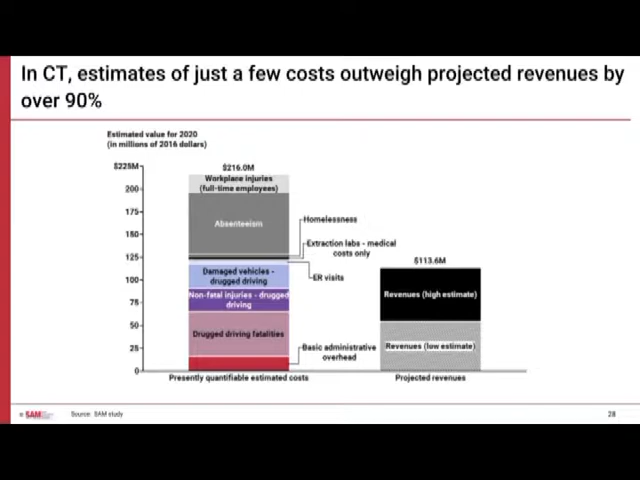 In CT, estimates of just a few costs outweigh projected revenues by
over 90%
Estimated value for 2020
(in millions of 2016 dollars)
$225M
200
175
150
125
100
75
50
25
0
$216.0M
Workplace injuries
(full-time employees)
Absenteeism
Homelessness
Extraction labs - medical
costs only
ER visits
Damaged vehicles -
drugged driving
Non-fatal injuries - drugged
driving
Drugged driving fatalities
Basic administrative
overhead
Presently quantifiable estimated costs
$113.6M
Revenues (high estimate)
Revenues (low estimate)
Projected revenues
SAM
Source: SAM study
28